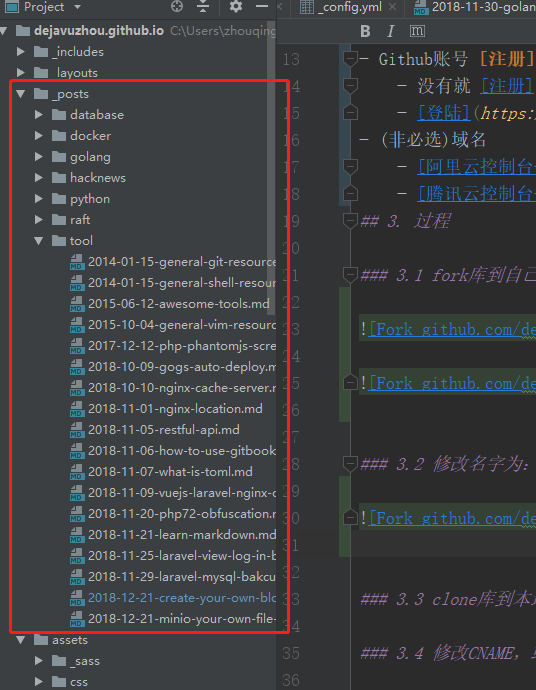 Project
dejavuzhou.github.io C:\Users\zhouqing
_includes
_layouts
_posts
database
docker
golang
hacknews
python
raft
tool
2014-01-15-general-git-resource
2014-01-15-general-shell-resour
2015-06-12-awesome-tools.md
2015-10-04-general-vim-resourc
2017-12-12-php-phantomjs-scre
2018-10-09-gogs-auto-deploy.m
2018-10-10-nginx-cache-server.r
2018-11-01-nginx-location.md
2018-11-05-restful-api.md
2018-11-06-how-to-use-gitbook
2018-11-07-what-is-toml.md
2018-11-09-vuejs-laravel-nginx-c
2018-11-20-php72-obfuscation.r
2018-11-21-learn-markdown.md
2018-11-25-laravel-view-log-in-b
2018-11-29-laravel-mysql-bakcu
2018-12-21-create-your-own-blo
2018-12-21-minio-your-own-file-
assets
_sass
css
_config.yml × 2018-11-30-golan
B I m
13 - Github账号 [注册]
14 - 没有就 [注册]
15 - [登陆](https:
16 - (非必选)域名
17 - [阿里云控制台
18 - [腾讯云控制台
19 ## 3. 过程
20
21 ### 3.1 fork库到自己
22
23 ![Fork github.com/de
24
25 ![Fork github.com/de
26
27
28 ### 3.2 修改名字为:
29
30 ![Fork github.com/de
31
32
33 ### 3.3 clone库到本
34
35 ### 3.4 修改CNAME,
36